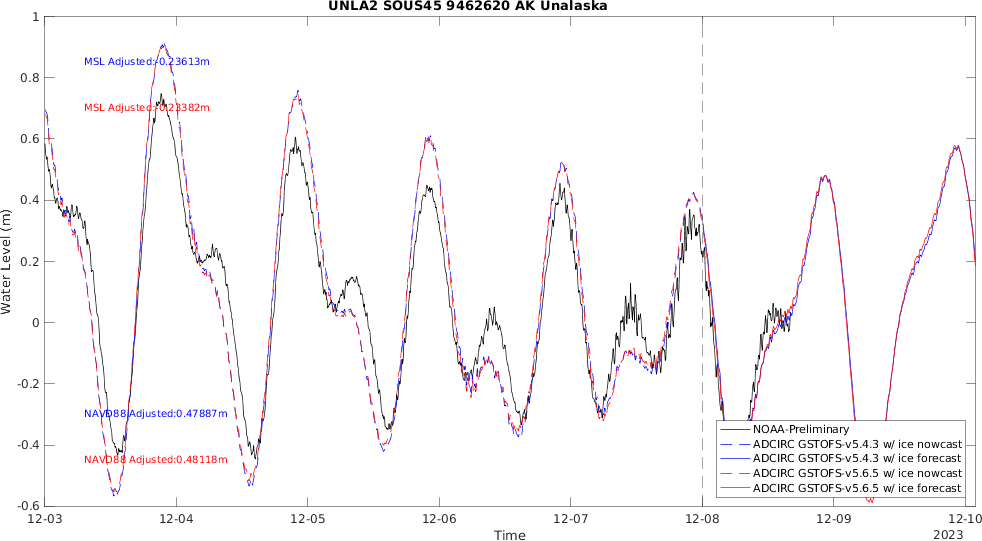 UNLA2 SOUS45 9462620 AK Unalaska
Water Level (m)
1
0.8
0.6
0.4
0.2
0
-0.2
-0.4
-0.6
MSL Adjusted:-0.23613m
MSL Adjusted:-0.23382m
NAVD88 Adjusted:0.47887m
NAVD88 Adjusted:0.48118m
NOAA-Preliminary
ADCIRC GSTOFS-v5.4.3 w/ ice nowcast
ADCIRC GSTOFS-v5.4.3 w/ ice forecast
ADCIRC GSTOFS-v5.6.5 w/ ice nowcast
ADCIRC GSTOFS-v5.6.5 w/ ice forecast
12-03 12-04 12-05 12-06 12-07 12-08 12-09 12-10
Time
2023